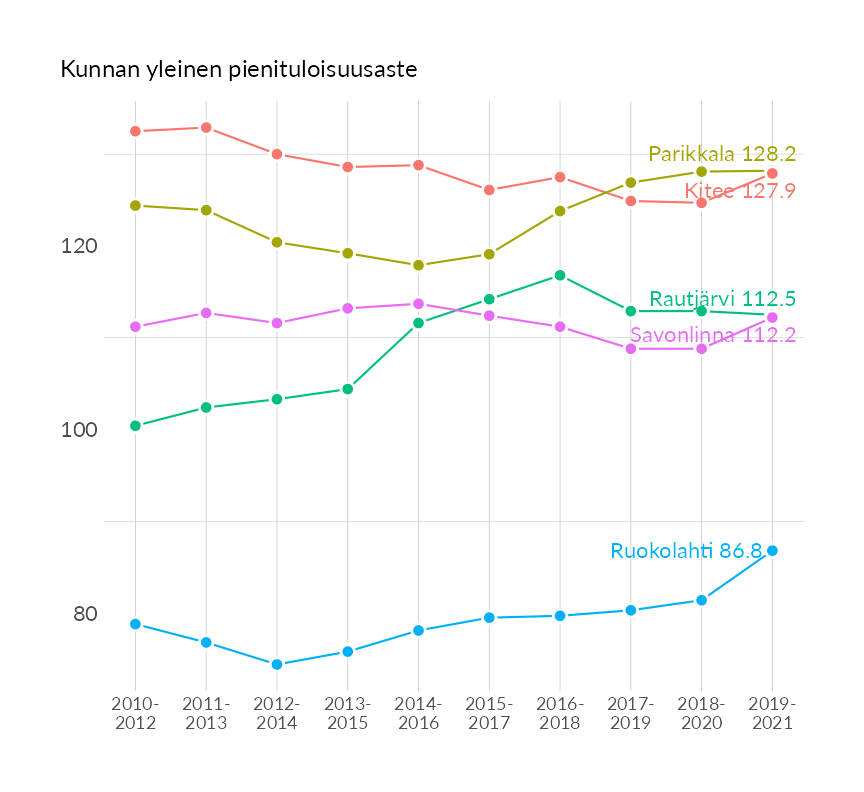 Kunnan yleinen pienituloisuusaste
Parikkala 128.2
Kitee 127.9
120
Rautjärvi 112.5
Savonlinna 112.2
100
Ruokolahti 86.8
80
2010- 2011- 2012- 2013- 2014- 2015- 2016- 2017- 2018- 2019-
2012 2013 2014 2015 2016 2017 2018 2019 2020 2021